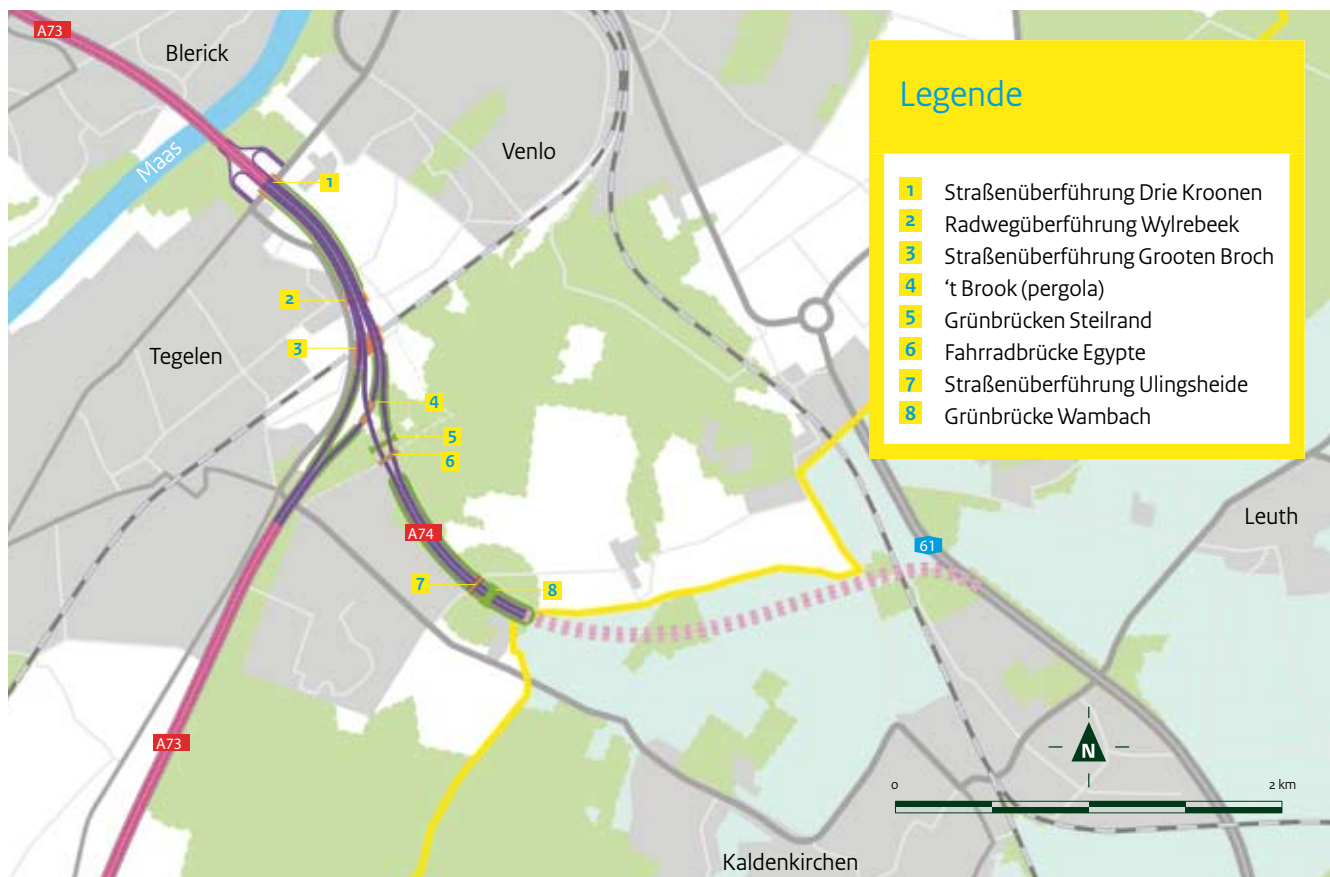 A73
Blerick
Maas
Venlo
Tegelen
1
2
3
4
5
6
A74
7
8
61
Leuth
A73
Kaldenkirchen
Legende
1 Straßenüberführung Drie Kroonen
2 Radwegüberführung Wylrebeek
3 Straßenüberführung Grooten Broch
4 ‘t Brook (pergola)
5 Grünbrücken Steilrand
6 Fahrradbrücke Egypte
7 Straßenüberführung Ulingsheide
8 Grünbrücke Wambach
N
0 2 km